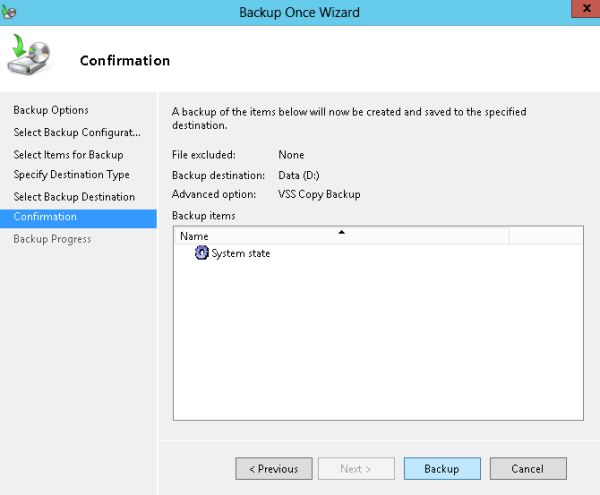 Backup Once Wizard
x
Confirmation
Backup Options
Select Backup Configurat...
Select Items for Backup
Specify Destination Type
Select Backup Destination
Confirmation
Backup Progress
A backup of the items below will now be created and saved to the specified
destination.
File excluded: None
Backup destination: Data (D:)
Advanced option: VSS Copy Backup
Backup items
Name
System state
< Previous
Next >
Backup
Cancel